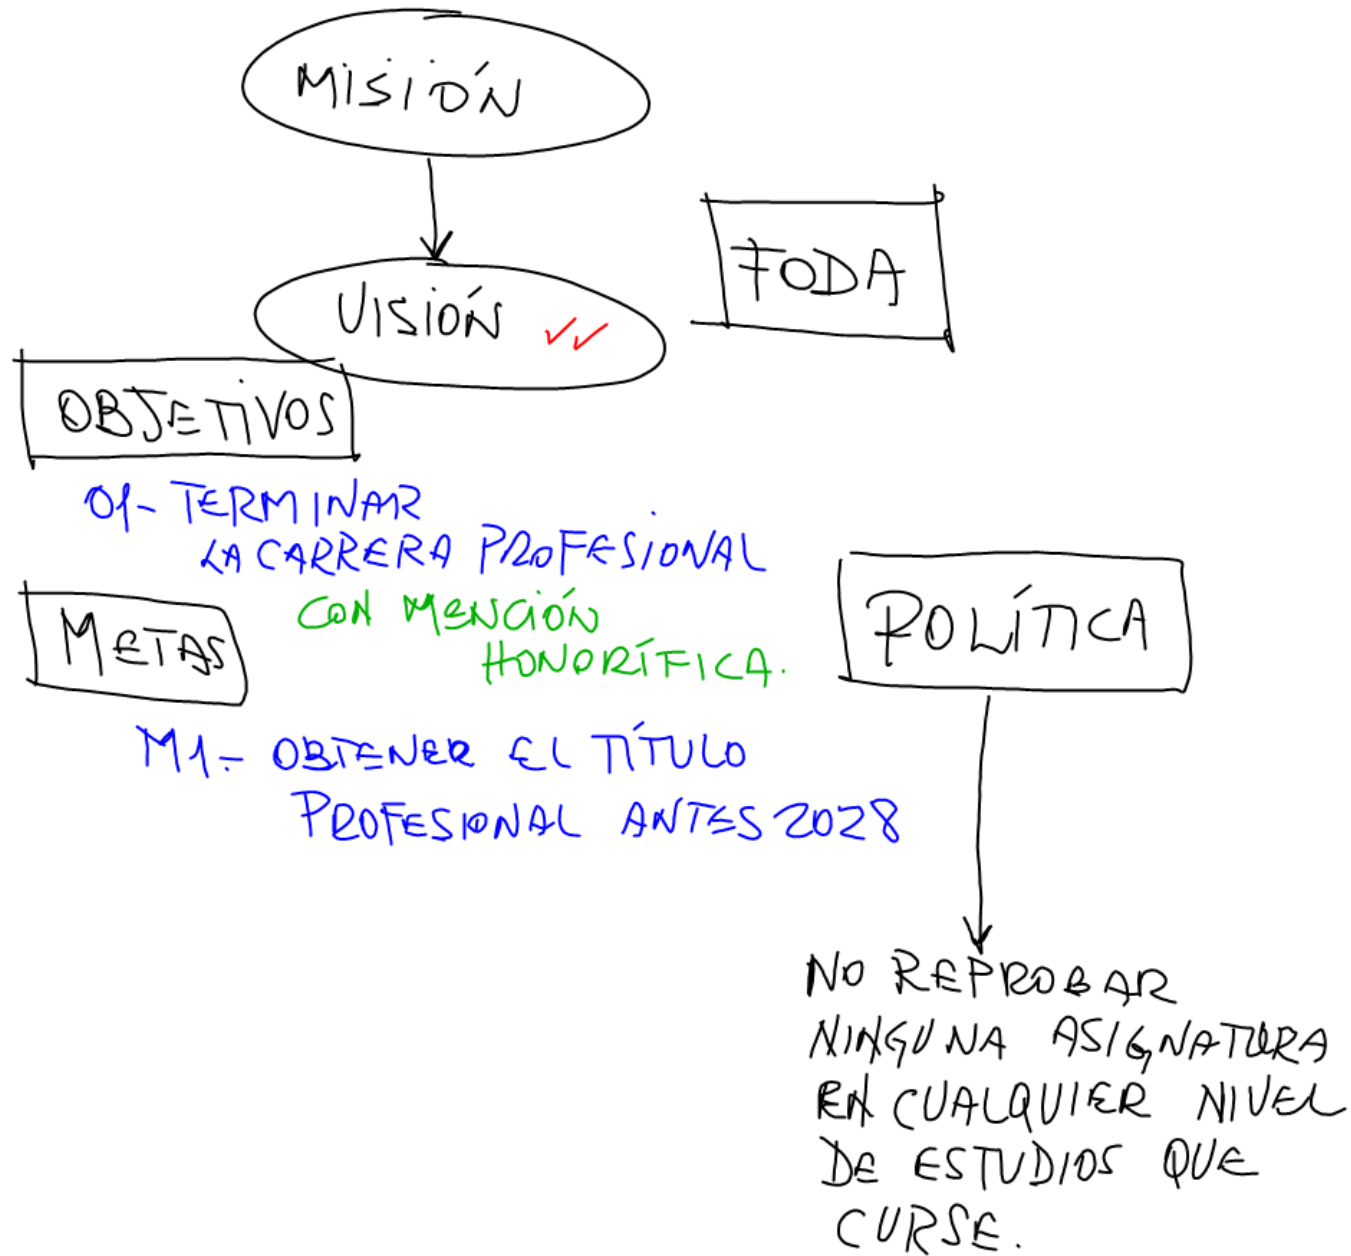 MISIÓN
FODA
VISIÓN
OBJETIVOS
O1- TERMINAR
LA CARRERA PROFESIONAL
CON MENCIÓN
HONORÍFICA.
METAS
M1.- OBTENER EL TÍTULO
PROFESIONAL ANTES 2028
POLÍTICA
NO REPROBAR
NINGUNA ASIGNATURA
EN CUALQUIER NIVEL
DE ESTUDIOS QUE
CURSE.